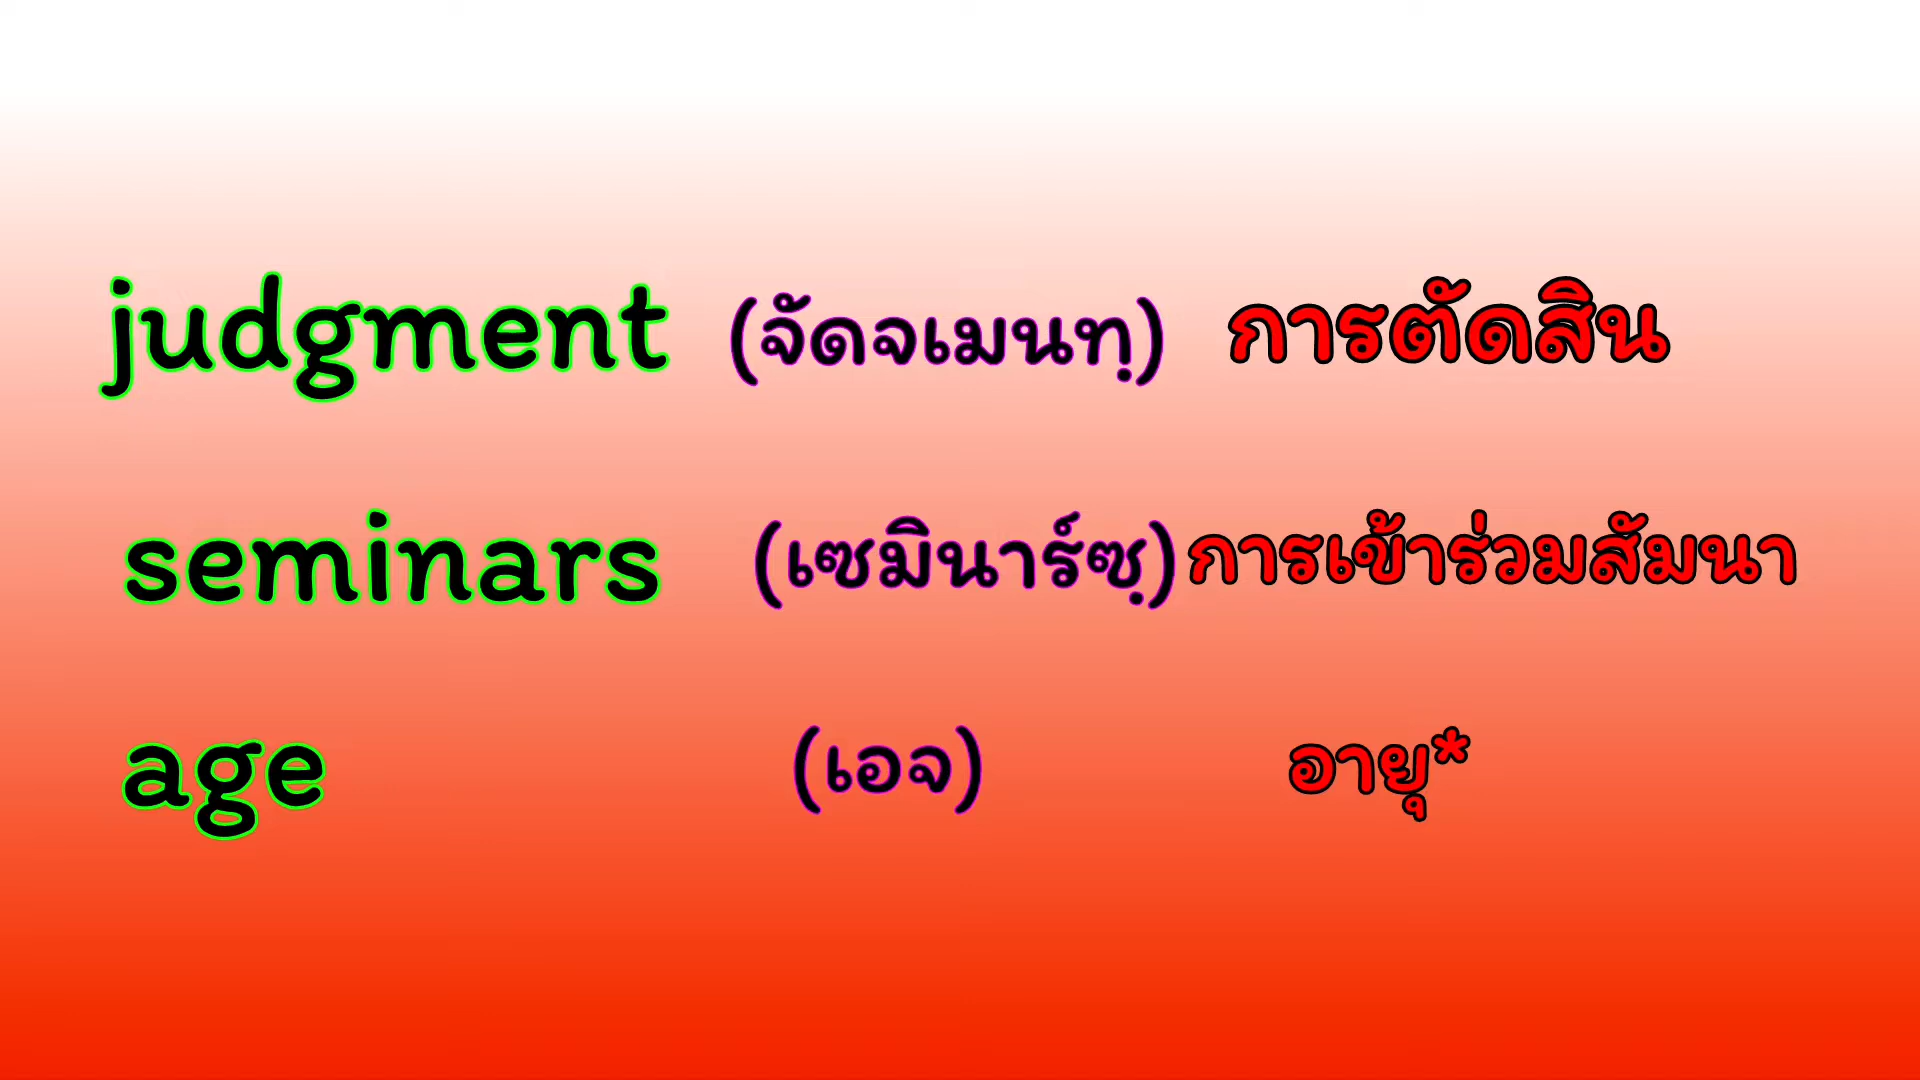 judgment (จัดจเมนทฺ) การตัดสิน
seminars (เซมินาร์ซฺ) การเข้าร่วมสัมนา
age (เอจ) อายุ*